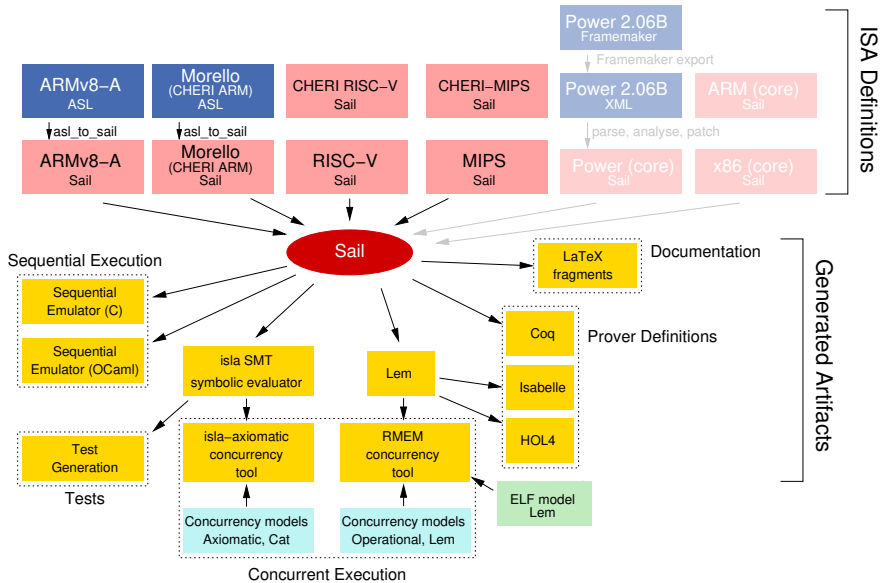 Power 2.06B
Framemaker
Framemaker export
ARMv8−A
ASL
Morello
(CHERI ARM)
ASL
CHERI RISC−V
Sail
CHERI−MIPS
Sail
Power 2.06B
XML
ARM (core)
Sail
asl_to_sail
asl_to_sail
parse, analyse, patch
ARMv8−A
Sail
Morello
(CHERI ARM)
Sail
RISC−V
Sail
MIPS
Sail
Power (core)
Sail
x86 (core)
Sail
ISA Definitions
Sail
Sequential Execution
Sequential
Emulator (C)
Sequential
Emulator (OCaml)
Documentation
LaTeX
fragments
Prover Definitions
Coq
Isabelle
HOL4
isla SMT
symbolic evaluator
Lem
Test
Generation
Tests
isla−axiomatic
concurrency
tool
RMEM
concurrency
tool
ELF model
Lem
Concurrency models
Axiomatic, Cat
Concurrency models
Operational, Lem
Concurrent Execution
Generated Artifacts